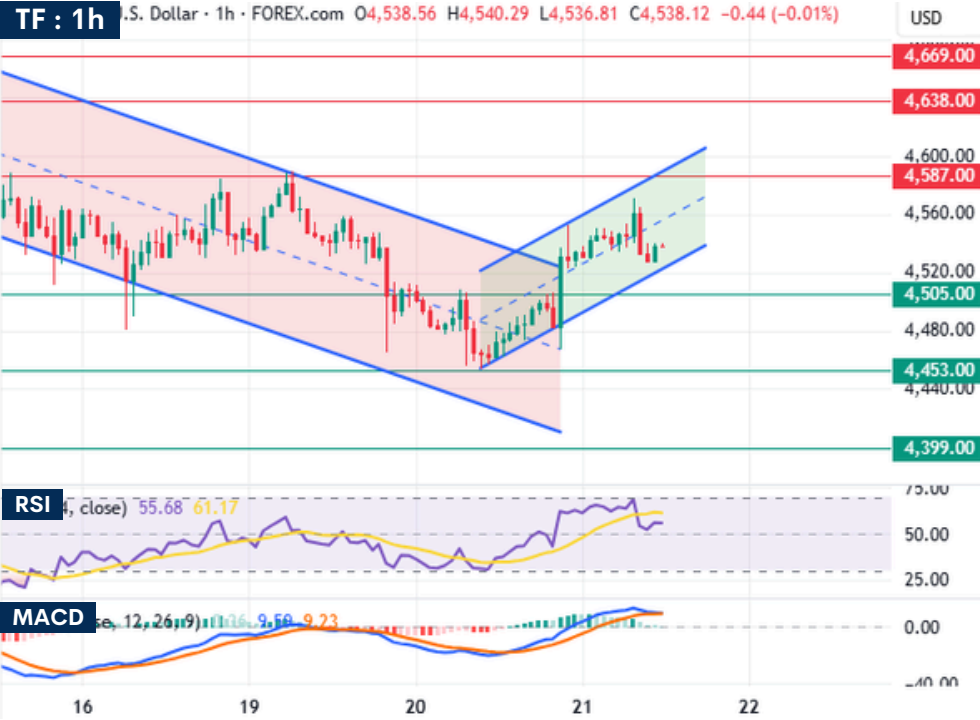 TF : 1h
.S. Dollar · 1h · FOREX.com O4,538.56 H4,540.29 L4,536.81 C4,538.12 −0.44 (−0.01%)
USD
4,669.00
4,638.00
4,600.00
4,587.00
4,560.00
4,520.00
4,505.00
4,480.00
4,453.00
4,440.00
4,399.00
RSI
4, close) 55.68 61.17
75.00
50.00
25.00
MACD
se, 12, 26, 9) 0.36 9.59 9.23
0.00
−40.00
16 19 20 21 22